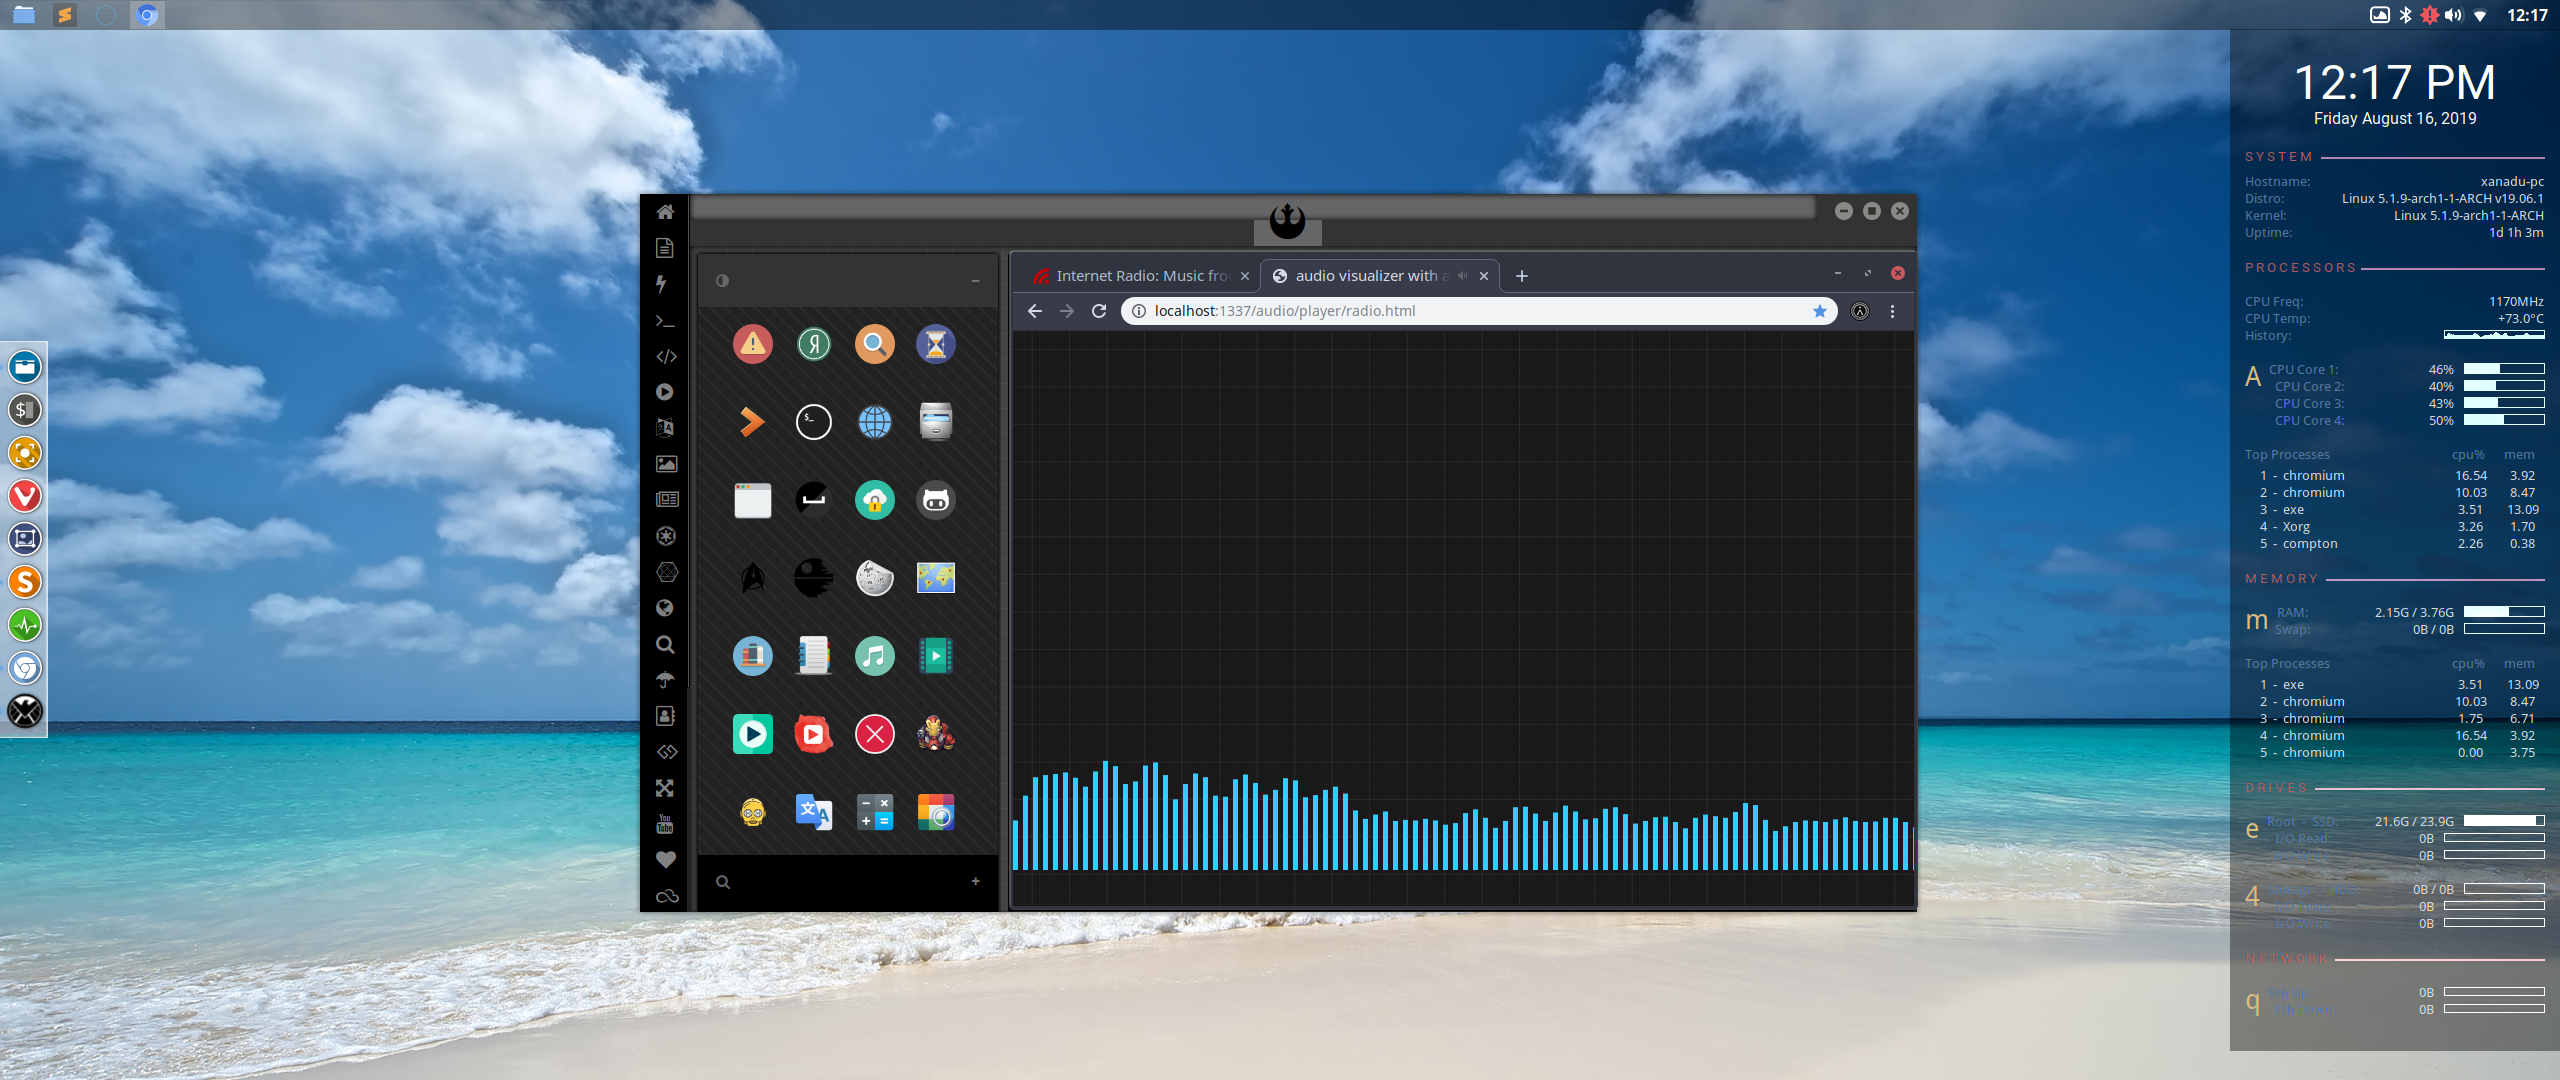 12:17
12:17 PM
Friday August 16, 2019
SYSTEM
Hostname: xanadu-pc
Distro: Linux 5.1.9-arch1-1-ARCH v19.06.1
Kernel: Linux 5.1.9-arch1-1-ARCH
Uptime: 1d 1h 3m
PROCESSORS
CPU Freq: 1170MHz
CPU Temp: +73.0°C
History:
A CPU Core 1: 46%
CPU Core 2: 40%
CPU Core 3: 43%
CPU Core 4: 50%
Top Processes cpu% mem
1 - chromium 16.54 3.92
2 - chromium 10.03 8.47
3 - exe 3.51 13.09
4 - Xorg 3.26 1.70
5 - compton 2.26 0.38
MEMORY
m RAM: 2.15G / 3.76G
Swap: 0B / 0B
Top Processes cpu% mem
1 - exe 3.51 13.09
2 - chromium 10.03 8.47
3 - chromium 1.75 6.71
4 - chromium 16.54 3.92
5 - chromium 0.00 3.75
DRIVES
e Root - SSD: 21.6G / 23.9G
I/O Read: 0B
0B
4 0B / 0B
0B
I/O Write: 0B
NETWORK
q Eth Up: 0B
Eth Down: 0B
Internet Radio: Music fro
audio visualizer with a
localhost:1337/audio/player/radio.html
You
Tube
$_
Я
文A
$
S